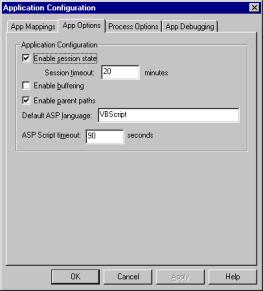 Application Configuration
App Mappings App Options Process Options App Debugging
Application Configuration
Enable session state
Session timeout: 20 minutes
Enable buffering
Enable parent paths
Default ASP language: VBScript
ASP Script timeout: 90 seconds
OK Cancel Apply Help